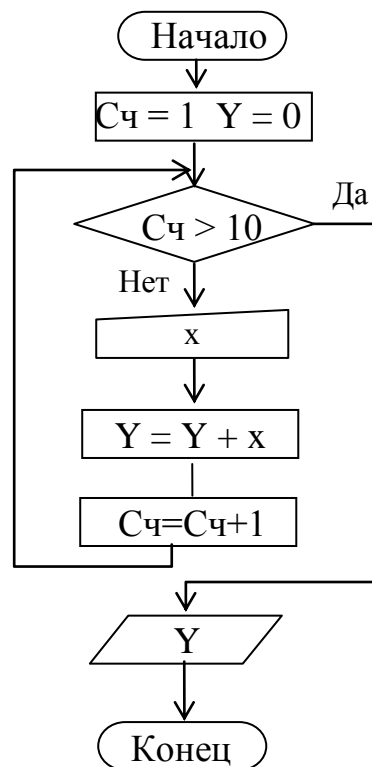 Начало
Сч = 1 Y = 0
Сч > 10
Да
Нет
x
Y = Y + x
Сч=Сч+1
Y
Конец